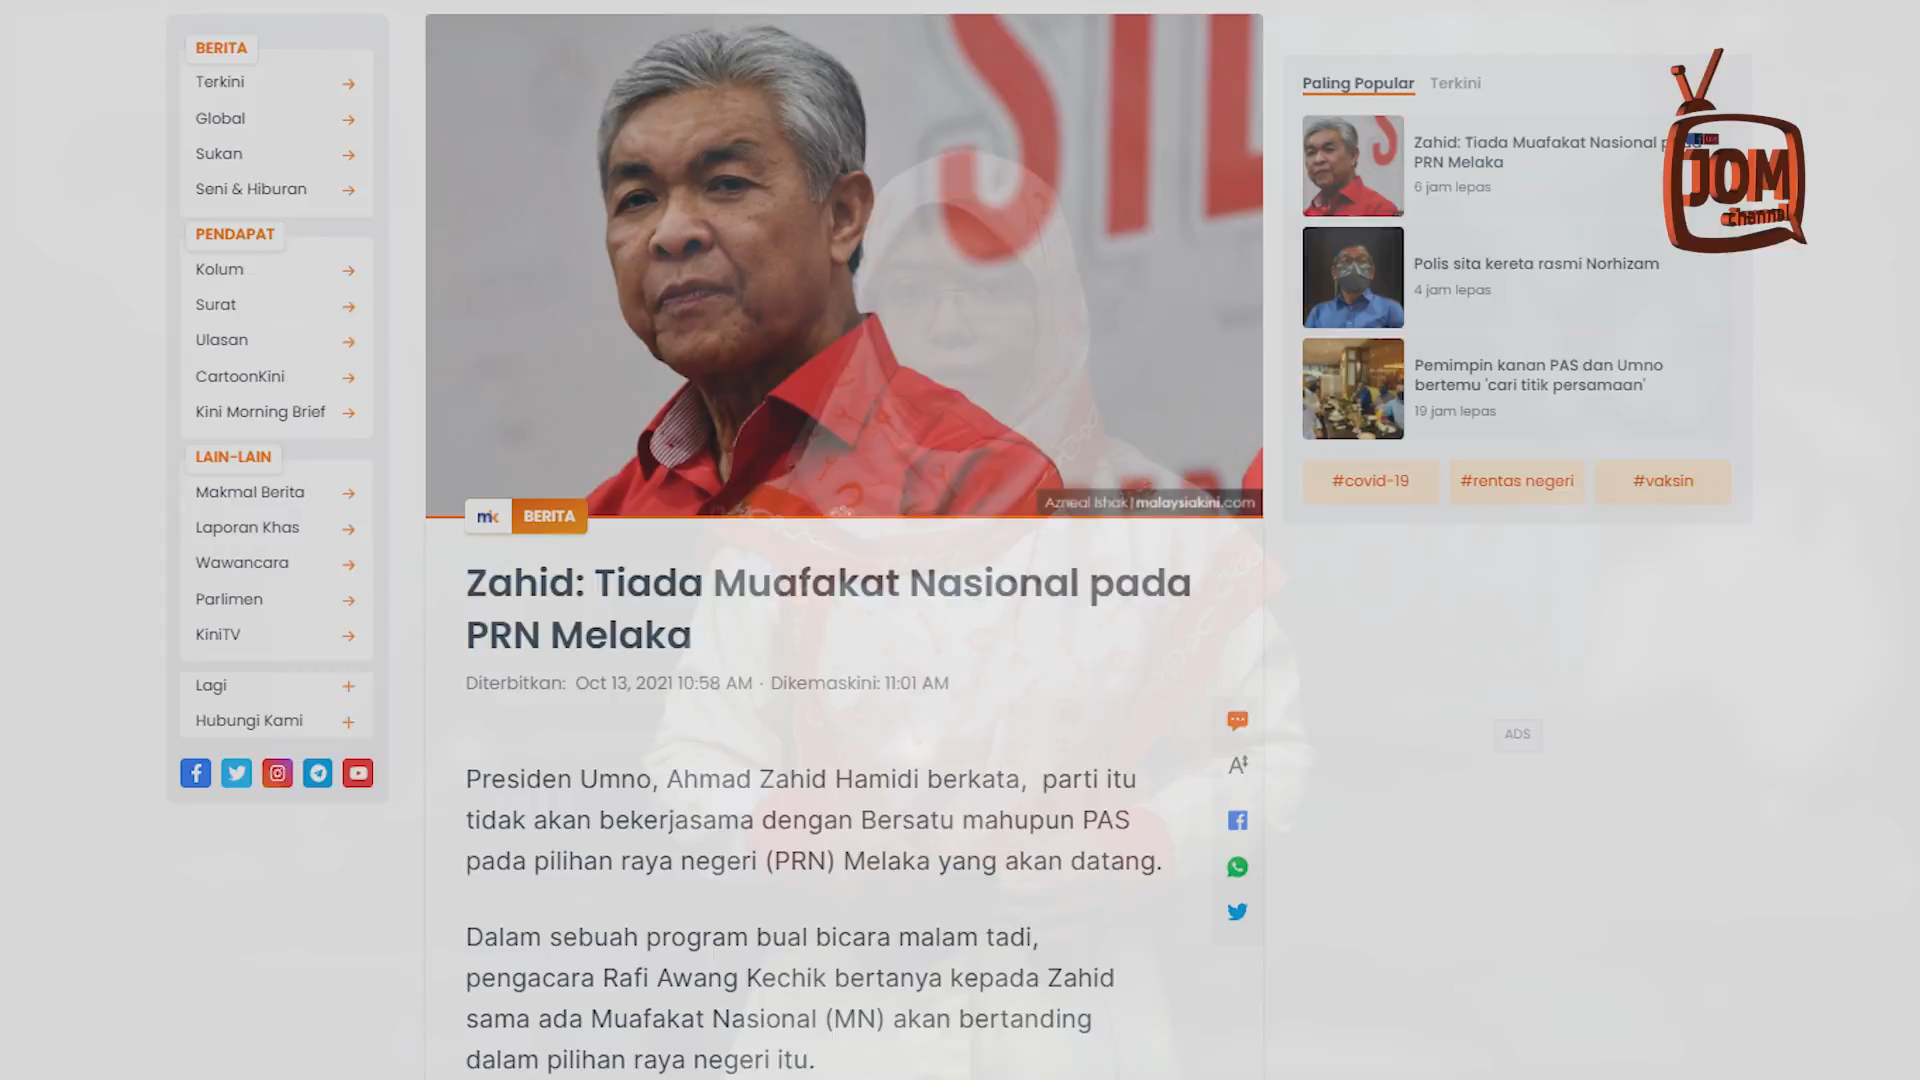 BERITA
Terkini
Global
Sukan
Seni & Hiburan
PENDAPAT
Kolum
Surat
Ulasan
CartoonKini
Kini Morning Brief
LAIN-LAIN
Makmal Berita
Laporan Khas
Wawancara
Parlimen
KiniTV
Lagi
Hubungi Kami
Azneal Ishak | malaysiakini.com
mk BERITA
Zahid: Tiada Muafakat Nasional pada
PRN Melaka
Diterbitkan: Oct 13, 2021 10:58 AM · Dikemaskini: 11:01 AM
Presiden Umno, Ahmad Zahid Hamidi berkata, parti itu
tidak akan bekerjasama dengan Bersatu mahupun PAS
pada pilihan raya negeri (PRN) Melaka yang akan datang.
Dalam sebuah program bual bicara malam tadi,
pengacara Rafi Awang Kechik bertanya kepada Zahid
sama ada Muafakat Nasional (MN) akan bertanding
dalam pilihan raya negeri itu.
Paling Popular Terkini
Zahid: Tiada Muafakat Nasional
PRN Melaka
6 jam lepas
Polis sita kereta rasmi Norhizam
4 jam lepas
Pemimpin kanan PAS dan Umno
bertemu 'cari titik persamaan'
19 jam lepas
#covid-19 #rentas negeri #vaksin
ADS
JOM
channel